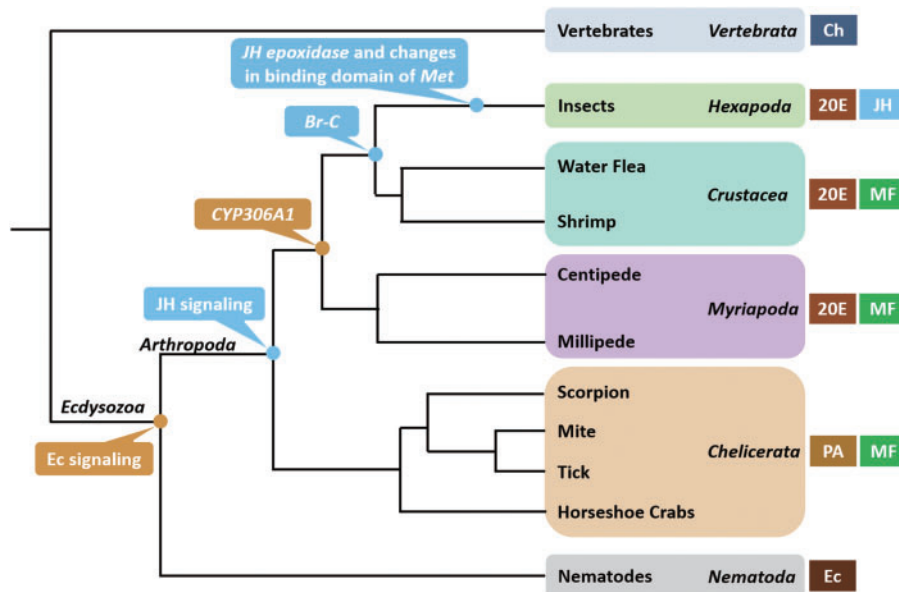 Vertebrates Vertebrata Ch
JH epoxidase and changes
in binding domain of Met
Insects Hexapoda 20E JH
Br-C
Water Flea
Crustacea 20E MF
CYP306A1
Shrimp
Centipede
JH signaling
Myriapoda 20E MF
Arthropoda
Millipede
Scorpion
Ecdysozoa
Mite
Chelicerata PA MF
Ec signaling
Tick
Horseshoe Crabs
Nematodes Nematoda Ec